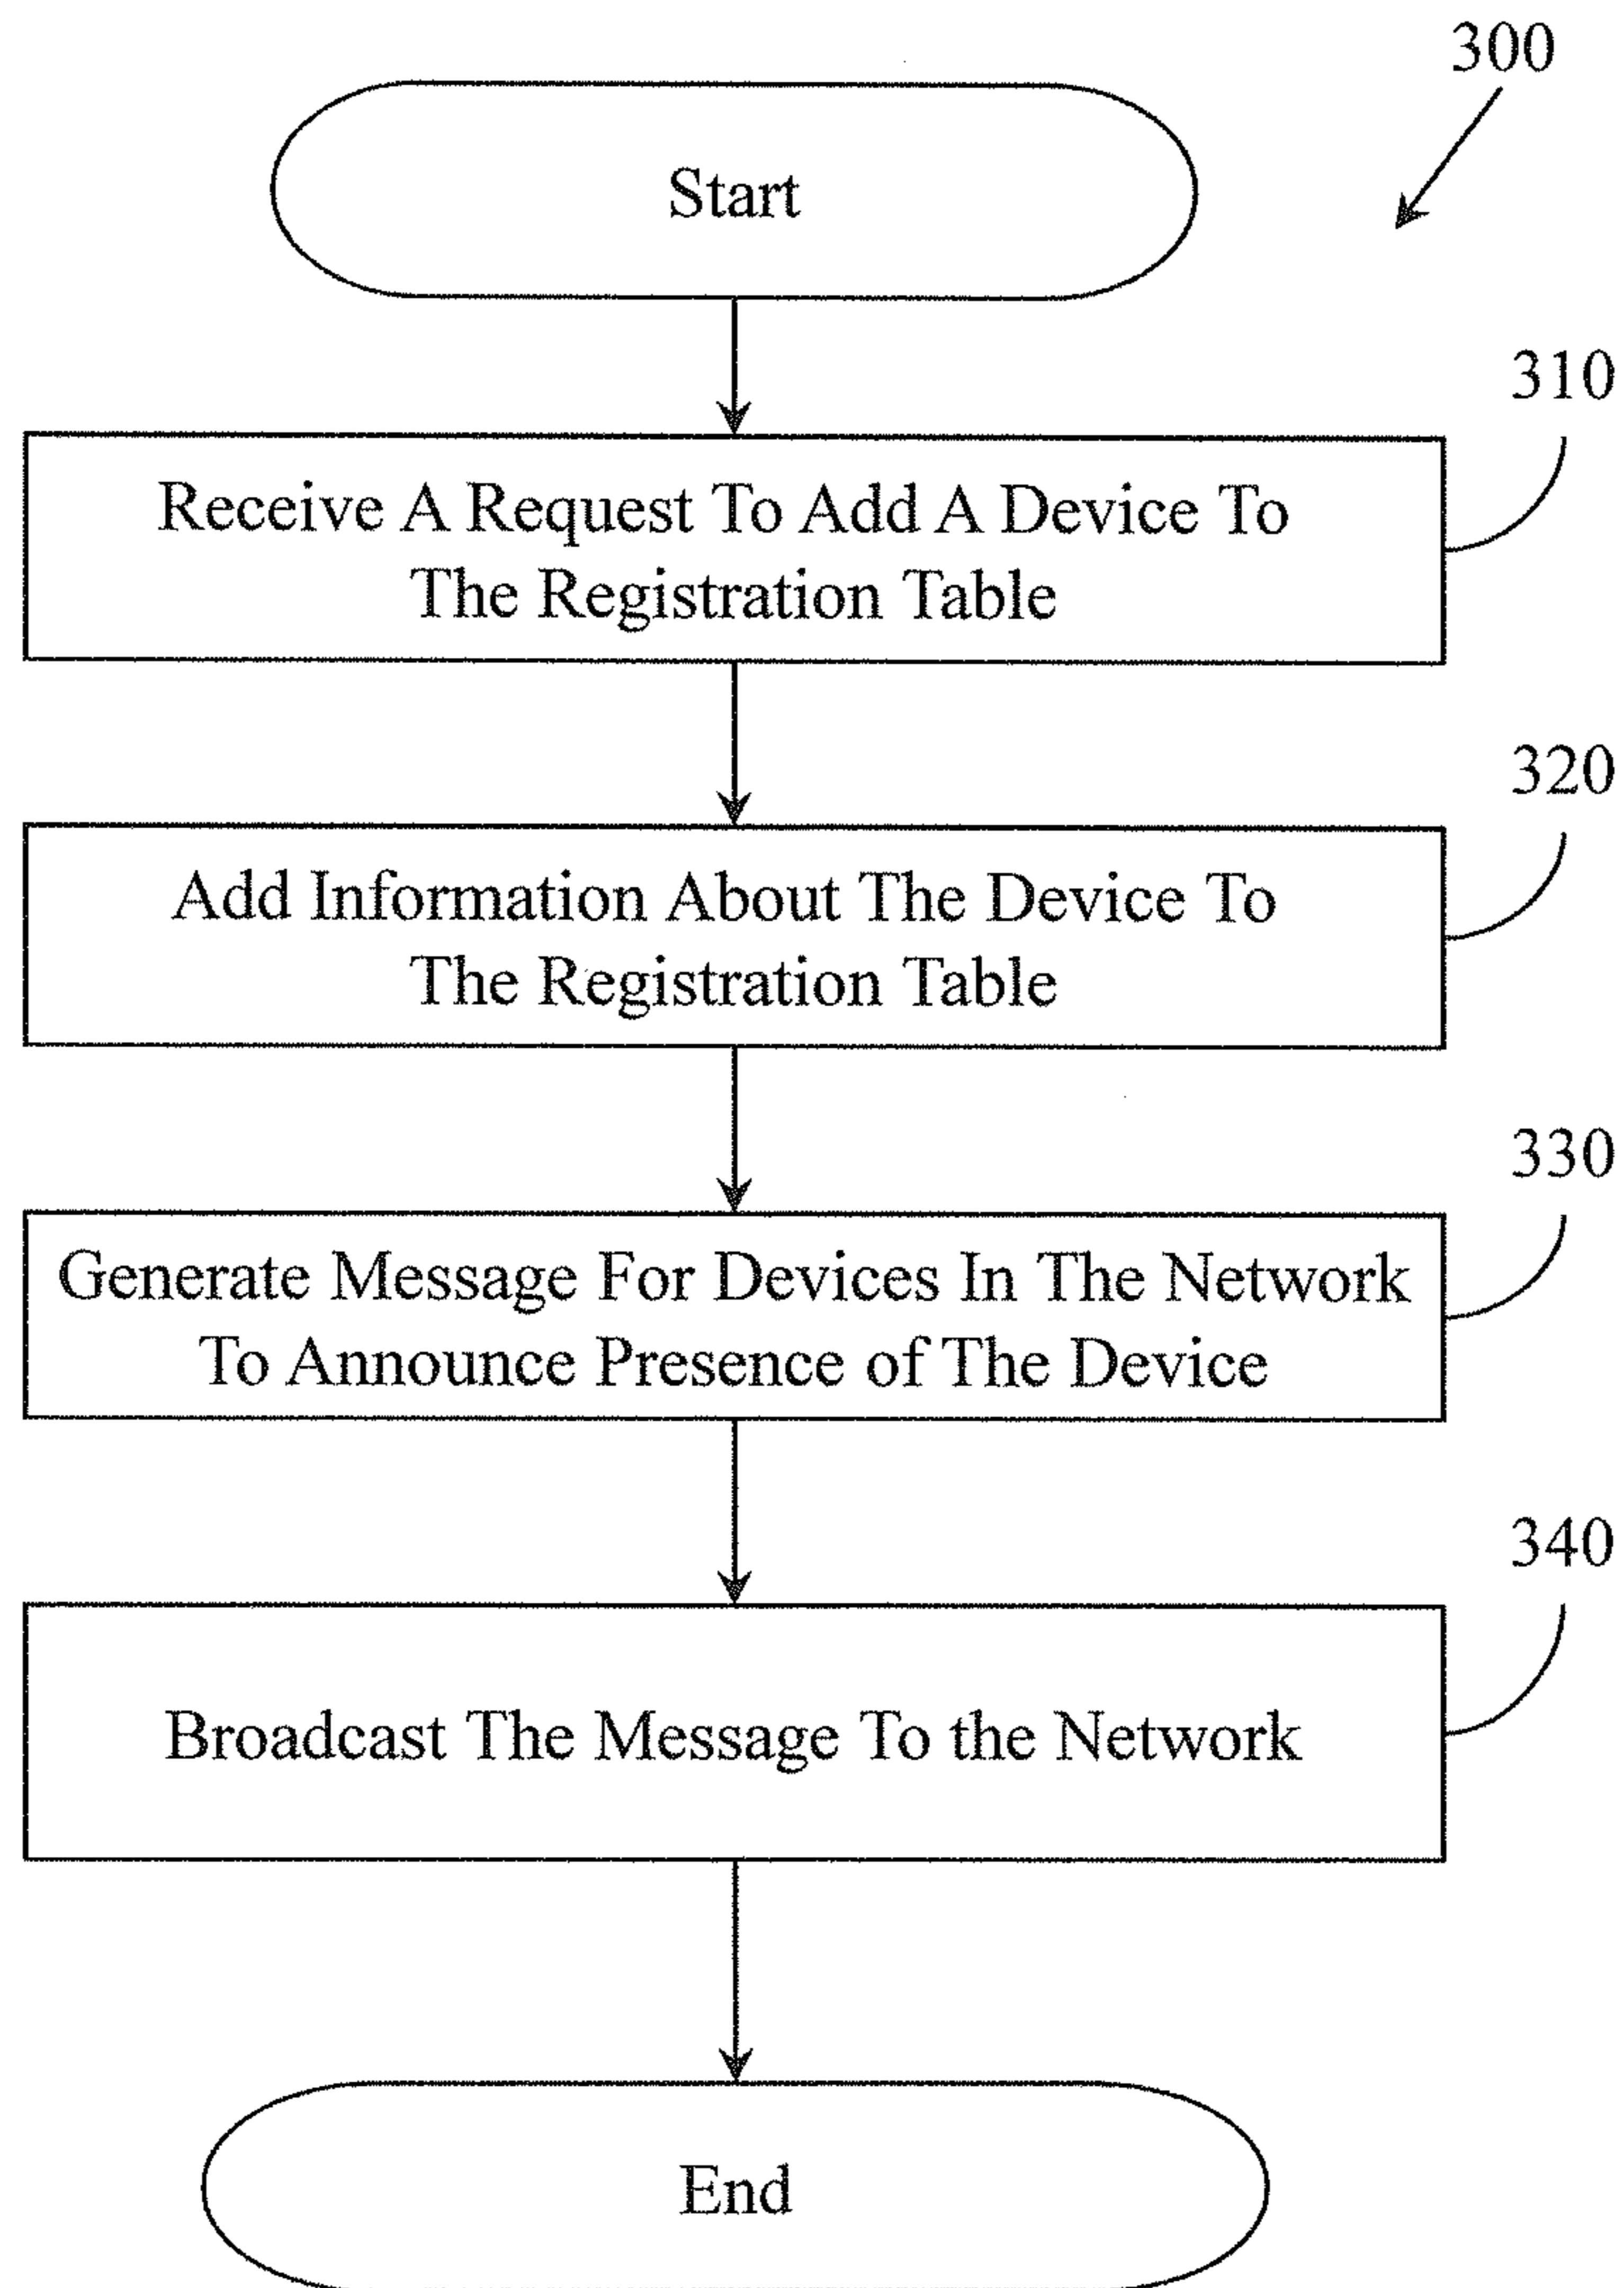 300
Start
310
Receive A Request To Add A Device To
The Registration Table
320
Add Information About The Device To
The Registration Table
330
Generate Message For Devices In The Network
To Announce Presence of The Device
340
Broadcast The Message To the Network
End